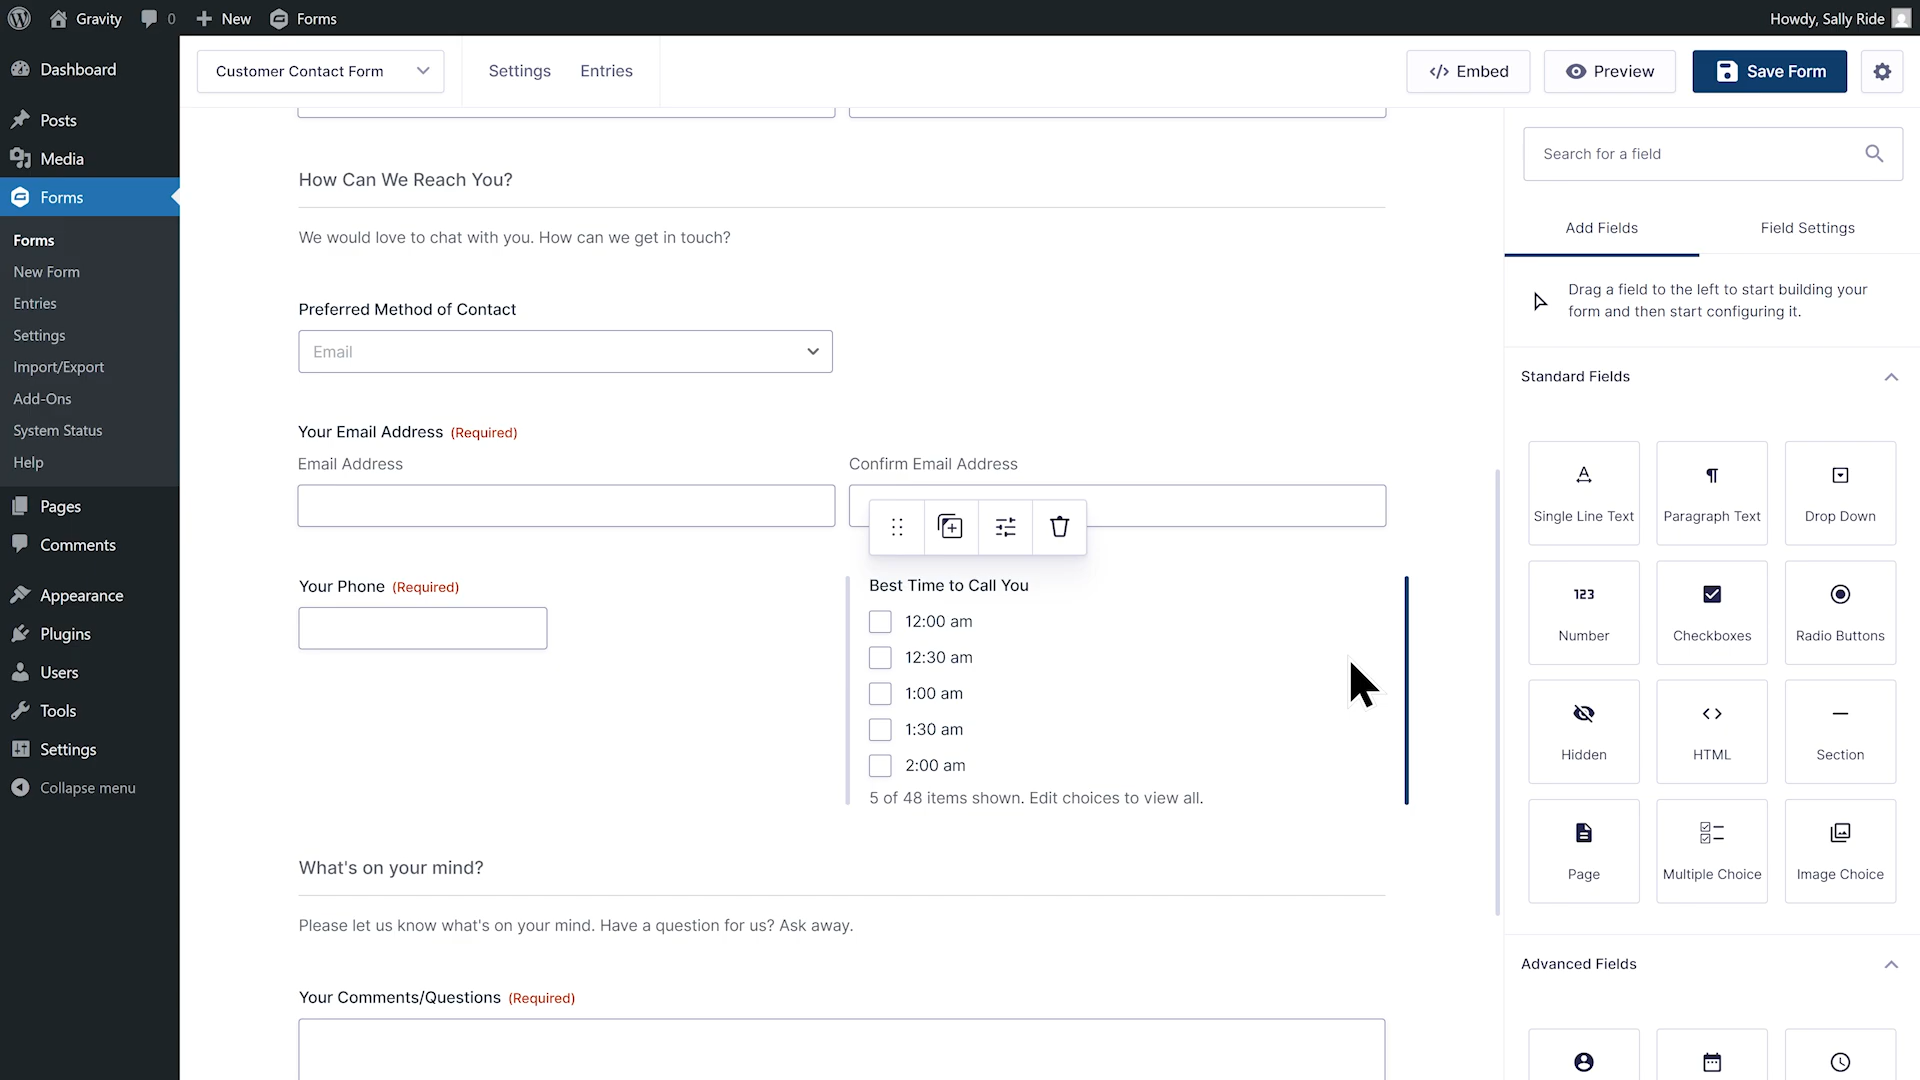 Gravity
0
New
Forms
Howdy, Sally Ride
Dashboard
Posts
Media
Forms
Forms
New Form
Entries
Settings
Import/Export
Add-Ons
System Status
Help
Pages
Comments
Appearance
Plugins
Users
Tools
Settings
Collapse menu
Customer Contact Form
Settings
Entries
Embed
Preview
Save Form
How Can We Reach You?
We would love to chat with you. How can we get in touch?
Preferred Method of Contact
Email
Your Email Address (Required)
Email Address
Confirm Email Address
Your Phone (Required)
Best Time to Call You
12:00 am
12:30 am
1:00 am
1:30 am
2:00 am
5 of 48 items shown. Edit choices to view all.
What's on your mind?
Please let us know what's on your mind. Have a question for us? Ask away.
Your Comments/Questions (Required)
Search for a field
Add Fields
Field Settings
Drag a field to the left to start building your
form and then start configuring it.
Standard Fields
Single Line Text
Paragraph Text
Drop Down
123
Number
Checkboxes
Radio Buttons
Hidden
HTML
Section
Page
Multiple Choice
Image Choice
Advanced Fields